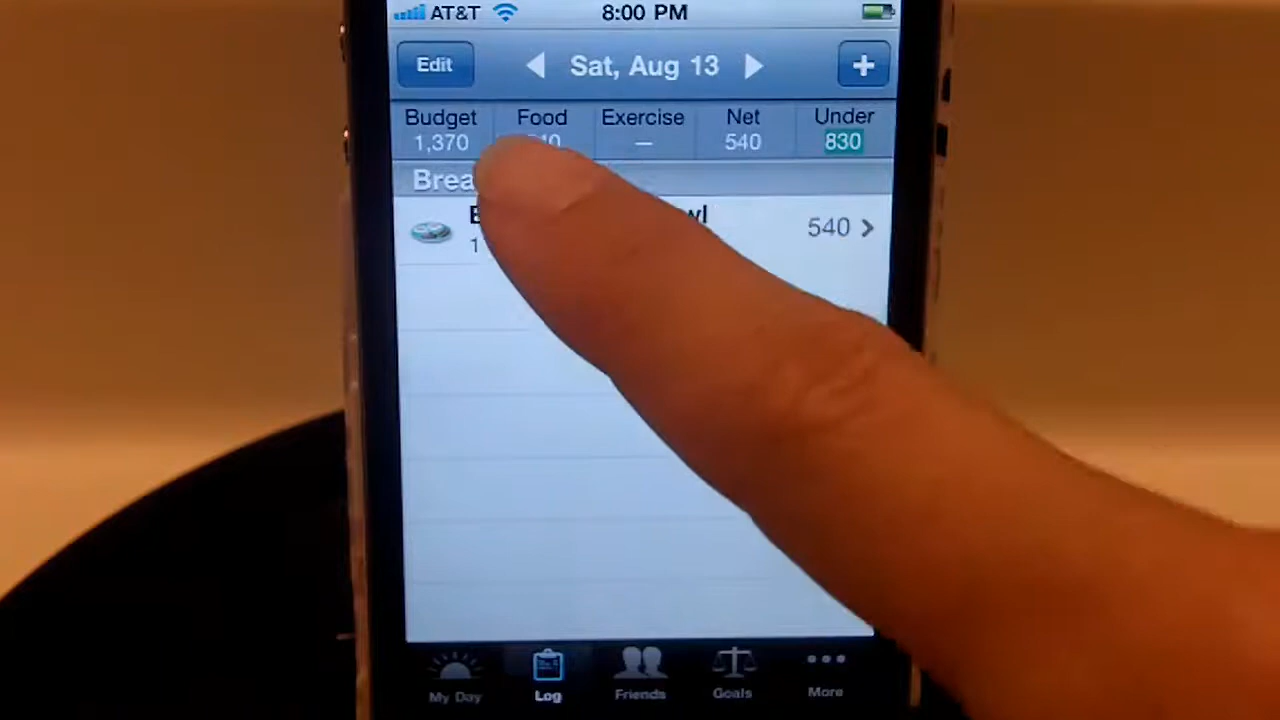 AT&T 8:00 PM
Edit Sat, Aug 13 +
Budget Food Exercise Net Under
1,370 — 540 830
540
My Day Log Friends Goals More